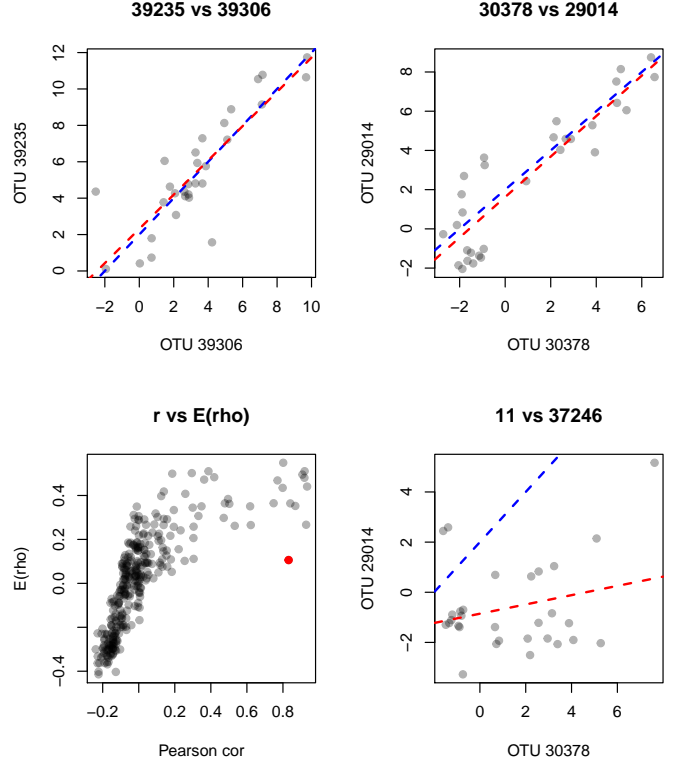 39235 vs 39306
OTU 39235
12
10
8
6
4
2
0
−2 0 2 4 6 8 10
OTU 39306
30378 vs 29014
OTU 29014
8
6
4
2
0
−2
−2 0 2 4 6
OTU 30378
r vs E(rho)
E(rho)
0.4
0.2
0.0
−0.4
−0.2 0.2 0.4 0.6 0.8
Pearson cor
11 vs 37246
OTU 29014
4
2
0
−2
0 2 4 6
OTU 30378